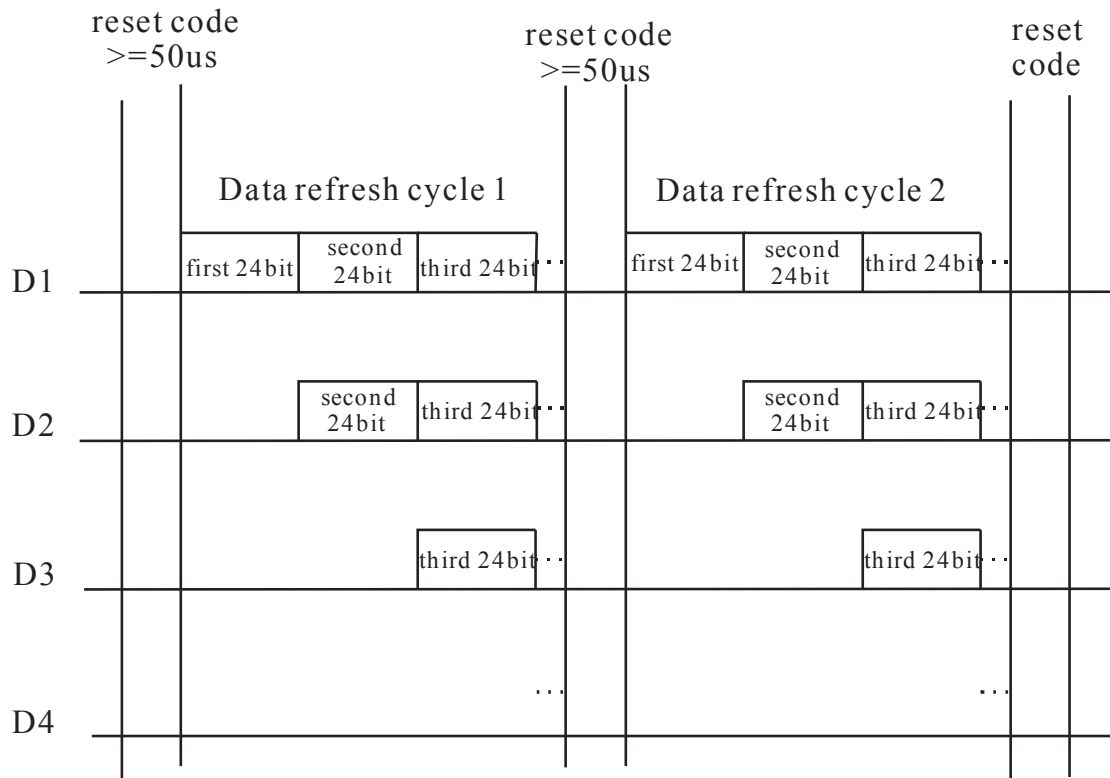 reset code
>=50us
reset code
>=50us
reset
code
Data refresh cycle 1
Data refresh cycle 2
D1
first 24bit
second
24bit
third 24bit
...
first 24bit
second
24bit
third 24bit
...
D2
second
24bit
third 24bit
...
second
24bit
third 24bit
...
D3
third 24bit
...
third 24bit
...
...
...
D4